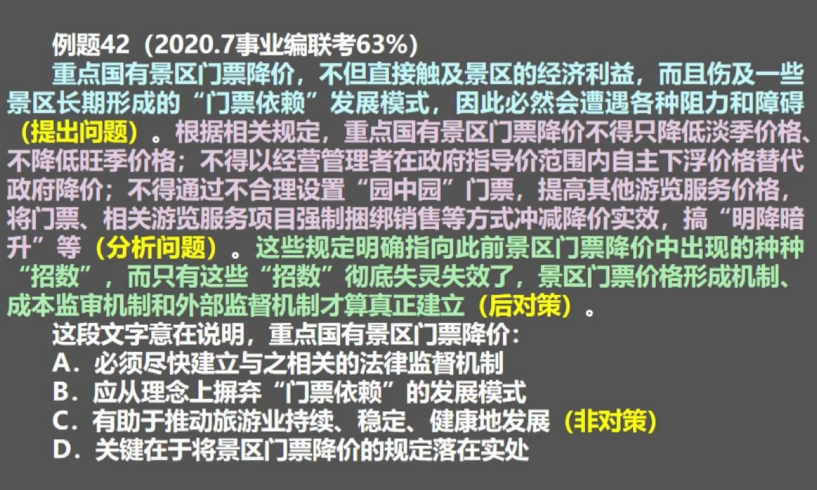 例题42（2020.7事业编联考63%）
重点国有景区门票降价，不但直接触及景区的经济利益，而且伤及一些
景区长期形成的“门票依赖”发展模式，因此必然会遭遇各种阻力和障碍
（提出问题）。根据相关规定，重点国有景区门票降价不得只降低淡季价格、
不降低旺季价格；不得以经营管理者在政府指导价范围内自主下浮价格替代
政府降价；不得通过不合理设置“园中园”门票，提高其他游览服务价格，
将门票、相关游览服务项目强制捆绑销售等方式冲减降价实效，搞“明降暗
升”等（分析问题）。这些规定明确指向此前景区门票降价中出现的种种
“招数”，而只有这些“招数”彻底失灵失效了，景区门票价格形成机制、
成本监审机制和外部监督机制才算真正建立（后对策）。
这段文字意在说明，重点国有景区门票降价：
A．必须尽快建立与之相关的法律监督机制
B．应从理念上摒弃“门票依赖”的发展模式
C．有助于推动旅游业持续、稳定、健康地发展（非对策）
D．关键在于将景区门票降价的规定落在实处